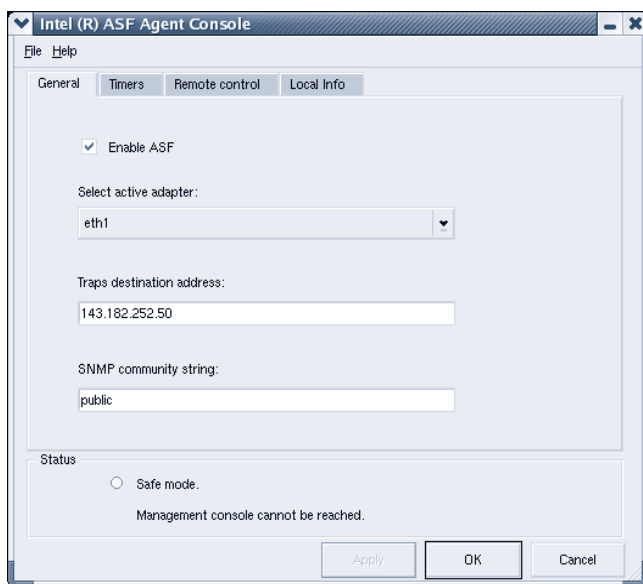 Intel (R) ASF Agent Console
File Help
General Timers Remote control Local Info
Enable ASF
Select active adapter:
eth1
Traps destination address:
143.182.252.50
SNMP community string:
public
Status
Safe mode.
Management console cannot be reached.
Apply OK Cancel